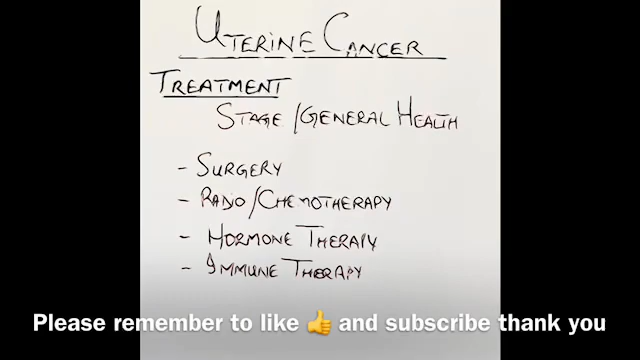 UTERINE CANCER
TREATMENT
STAGE/GENERAL HEALTH
- SURGERY
- RADIO/CHEMOTHERAPY
- HORMONE THERAPY
- IMMUNE THERAPY
Please remember to like 👍 and subscribe thank you